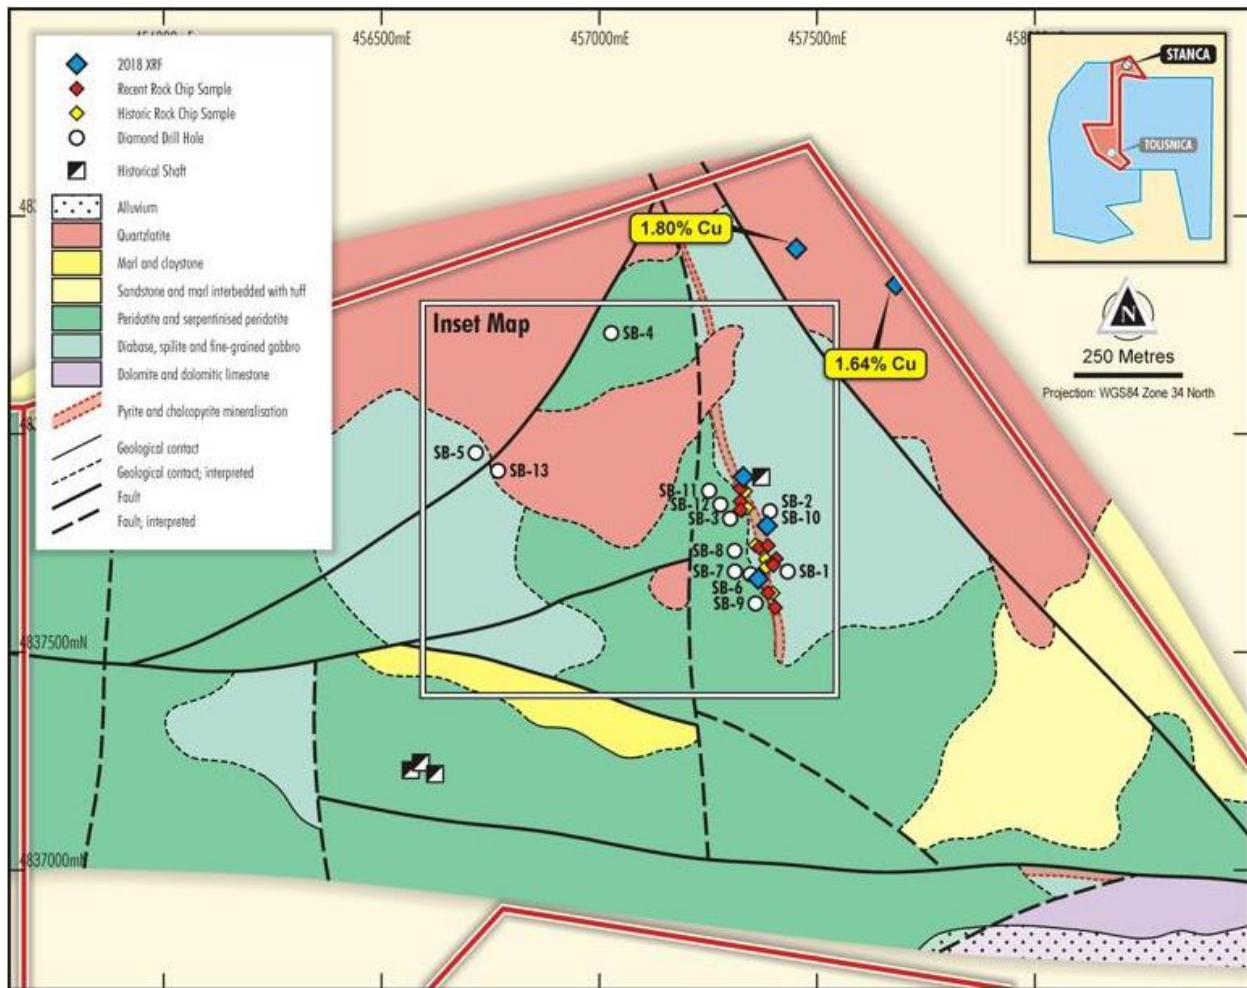 456500mE
457000mE
457500mE
2018 XRF
Recent Rock Chip Sample
Historic Rock Chip Sample
Diamond Drill Hole
Historical Shaft
Alluvium
Quartzlatite
Marl and claystone
Sandstone and marl interbedded with tuff
Peridotite and serpentinised peridotite
Diabase, spilite and fine-grained gabbro
Dolomite and dolomitic limestone
Pyrite and chalcopyrite mineralisation
Geological contact
Geological contact; interpreted
Fault
Fault; interpreted
STANCA
TOLISNICA
N
250 Metres
Projection: WGS84 Zone 34 North
1.80% Cu
1.64% Cu
Inset Map
SB-4
SB-5
SB-13
SB-11
SB-12
SB-3
SB-2
SB-10
SB-8
SB-7
SB-1
SB-6
SB-9
4837500mN
4837000mN